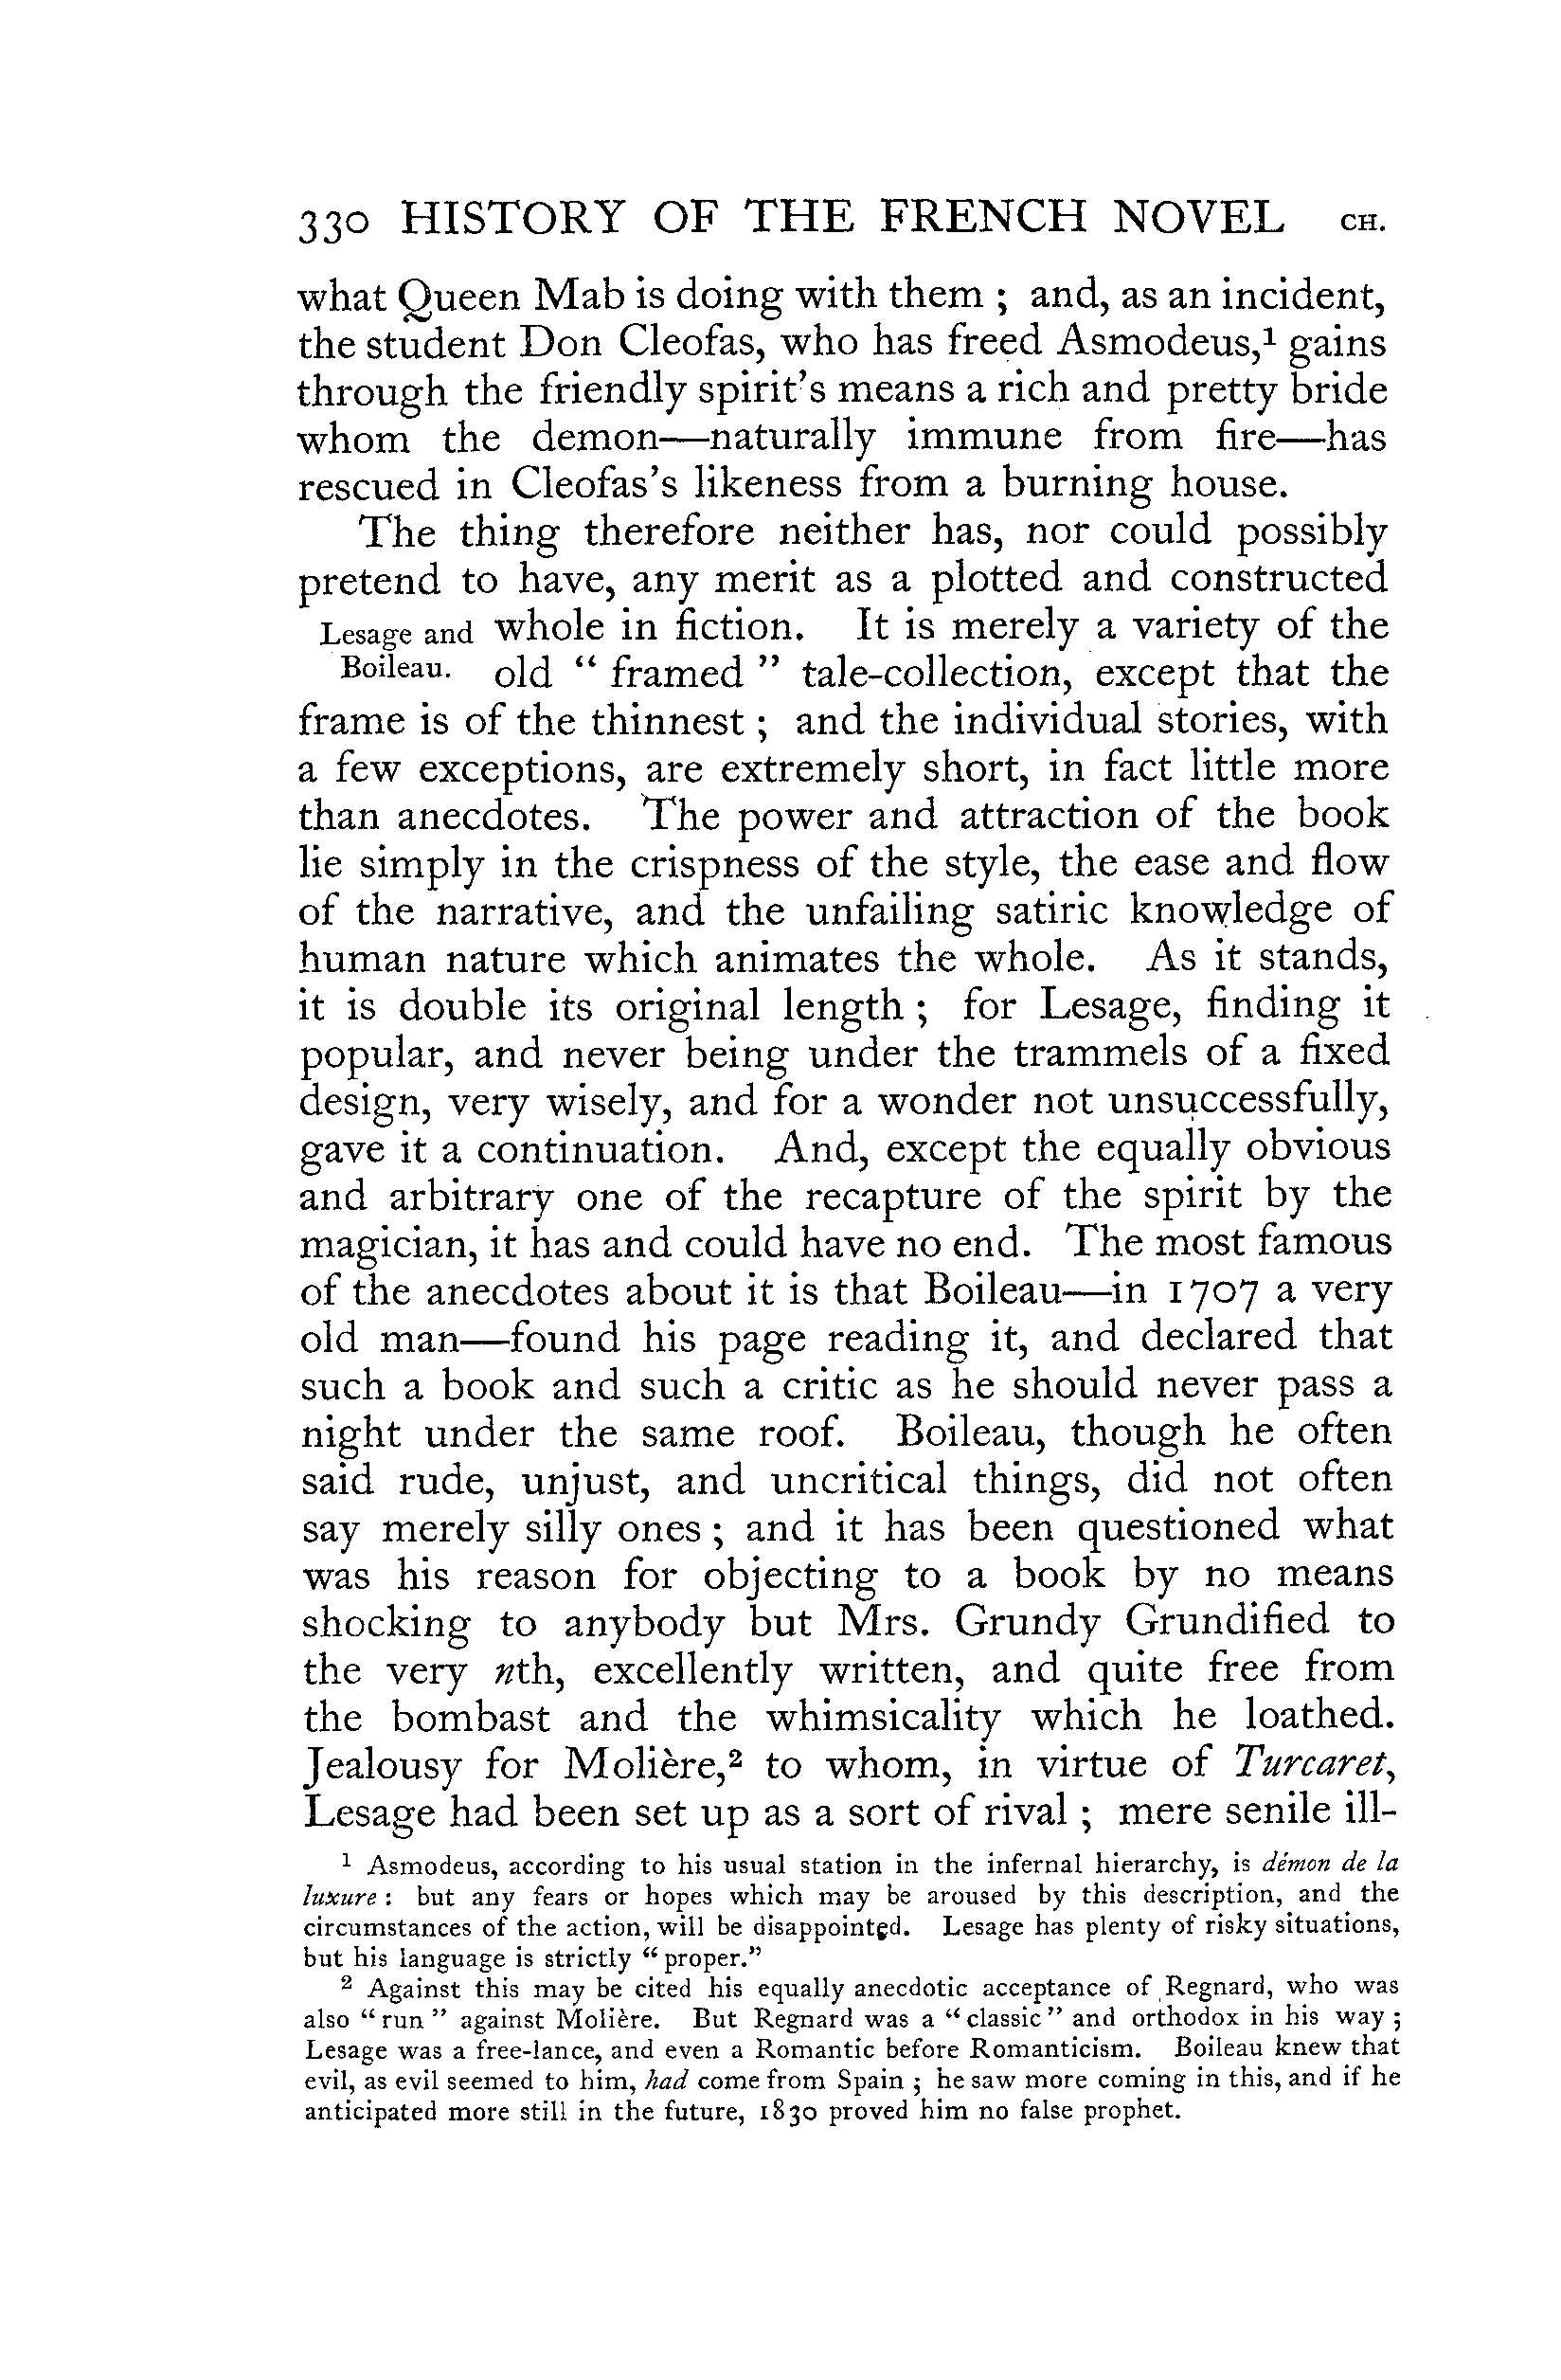 330 HISTORY OF THE FRENCH NOVEL CH.
what Queen Mab is doing with them ; and, as an incident,
the student Don Cleofas, who has freed Asmodeus,¹ gains
through the friendly spirit's means a rich and pretty bride
whom the demon—naturally immune from fire—has
rescued in Cleofas's likeness from a burning house.
The thing therefore neither has, nor could possibly
pretend to have, any merit as a plotted and constructed
Lesage and whole in fiction. It is merely a variety of the
Boileau. old “ framed ” tale-collection, except that the
frame is of the thinnest ; and the individual stories, with
a few exceptions, are extremely short, in fact little more
than anecdotes. The power and attraction of the book
lie simply in the crispness of the style, the ease and flow
of the narrative, and the unfailing satiric knowledge of
human nature which animates the whole. As it stands,
it is double its original length ; for Lesage, finding it
popular, and never being under the trammels of a fixed
design, very wisely, and for a wonder not unsuccessfully,
gave it a continuation. And, except the equally obvious
and arbitrary one of the recapture of the spirit by the
magician, it has and could have no end. The most famous
of the anecdotes about it is that Boileau—in 1707 a very
old man—found his page reading it, and declared that
such a book and such a critic as he should never pass a
night under the same roof. Boileau, though he often
said rude, unjust, and uncritical things, did not often
say merely silly ones ; and it has been questioned what
was his reason for objecting to a book by no means
shocking to anybody but Mrs. Grundy Grundified to
the very nth, excellently written, and quite free from
the bombast and the whimsicality which he loathed.
Jealousy for Molière,² to whom, in virtue of Turcaret,
Lesage had been set up as a sort of rival ; mere senile ill-
¹ Asmodeus, according to his usual station in the infernal hierarchy, is démon de la
luxure : but any fears or hopes which may be aroused by this description, and the
circumstances of the action, will be disappointed. Lesage has plenty of risky situations,
but his language is strictly “ proper.”
² Against this may be cited his equally anecdotic acceptance of Regnard, who was
also “ run ” against Molière. But Regnard was a “ classic ” and orthodox in his way ;
Lesage was a free-lance, and even a Romantic before Romanticism. Boileau knew that
evil, as evil seemed to him, had come from Spain ; he saw more coming in this, and if he
anticipated more still in the future, 1830 proved him no false prophet.